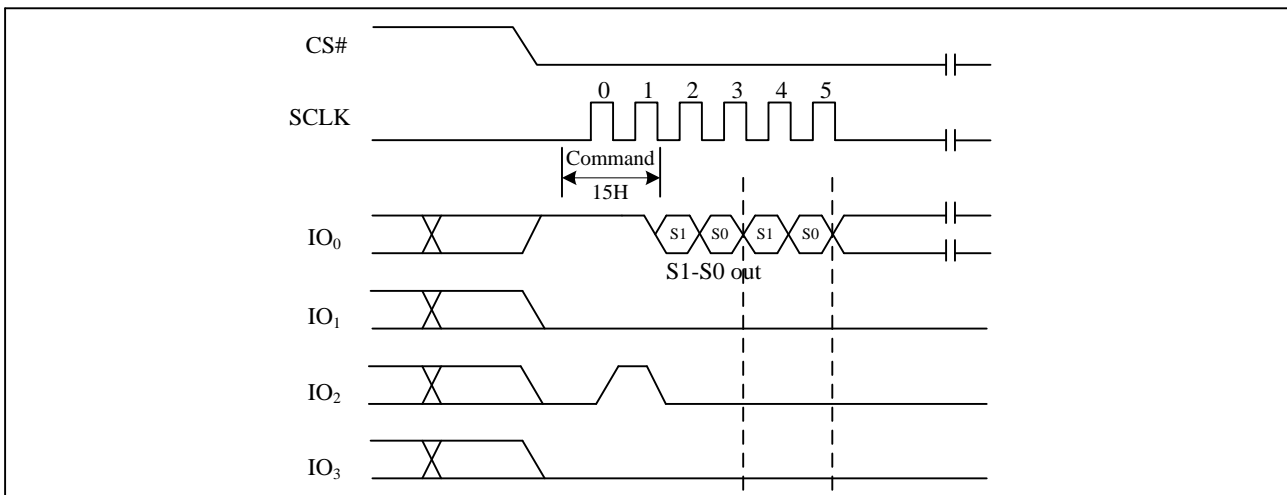 CS#
0 1 2 3 4 5
SCLK
Command
15H
IO0
S1 S0 S1 S0
S1-S0 out
IO1
IO2
IO3